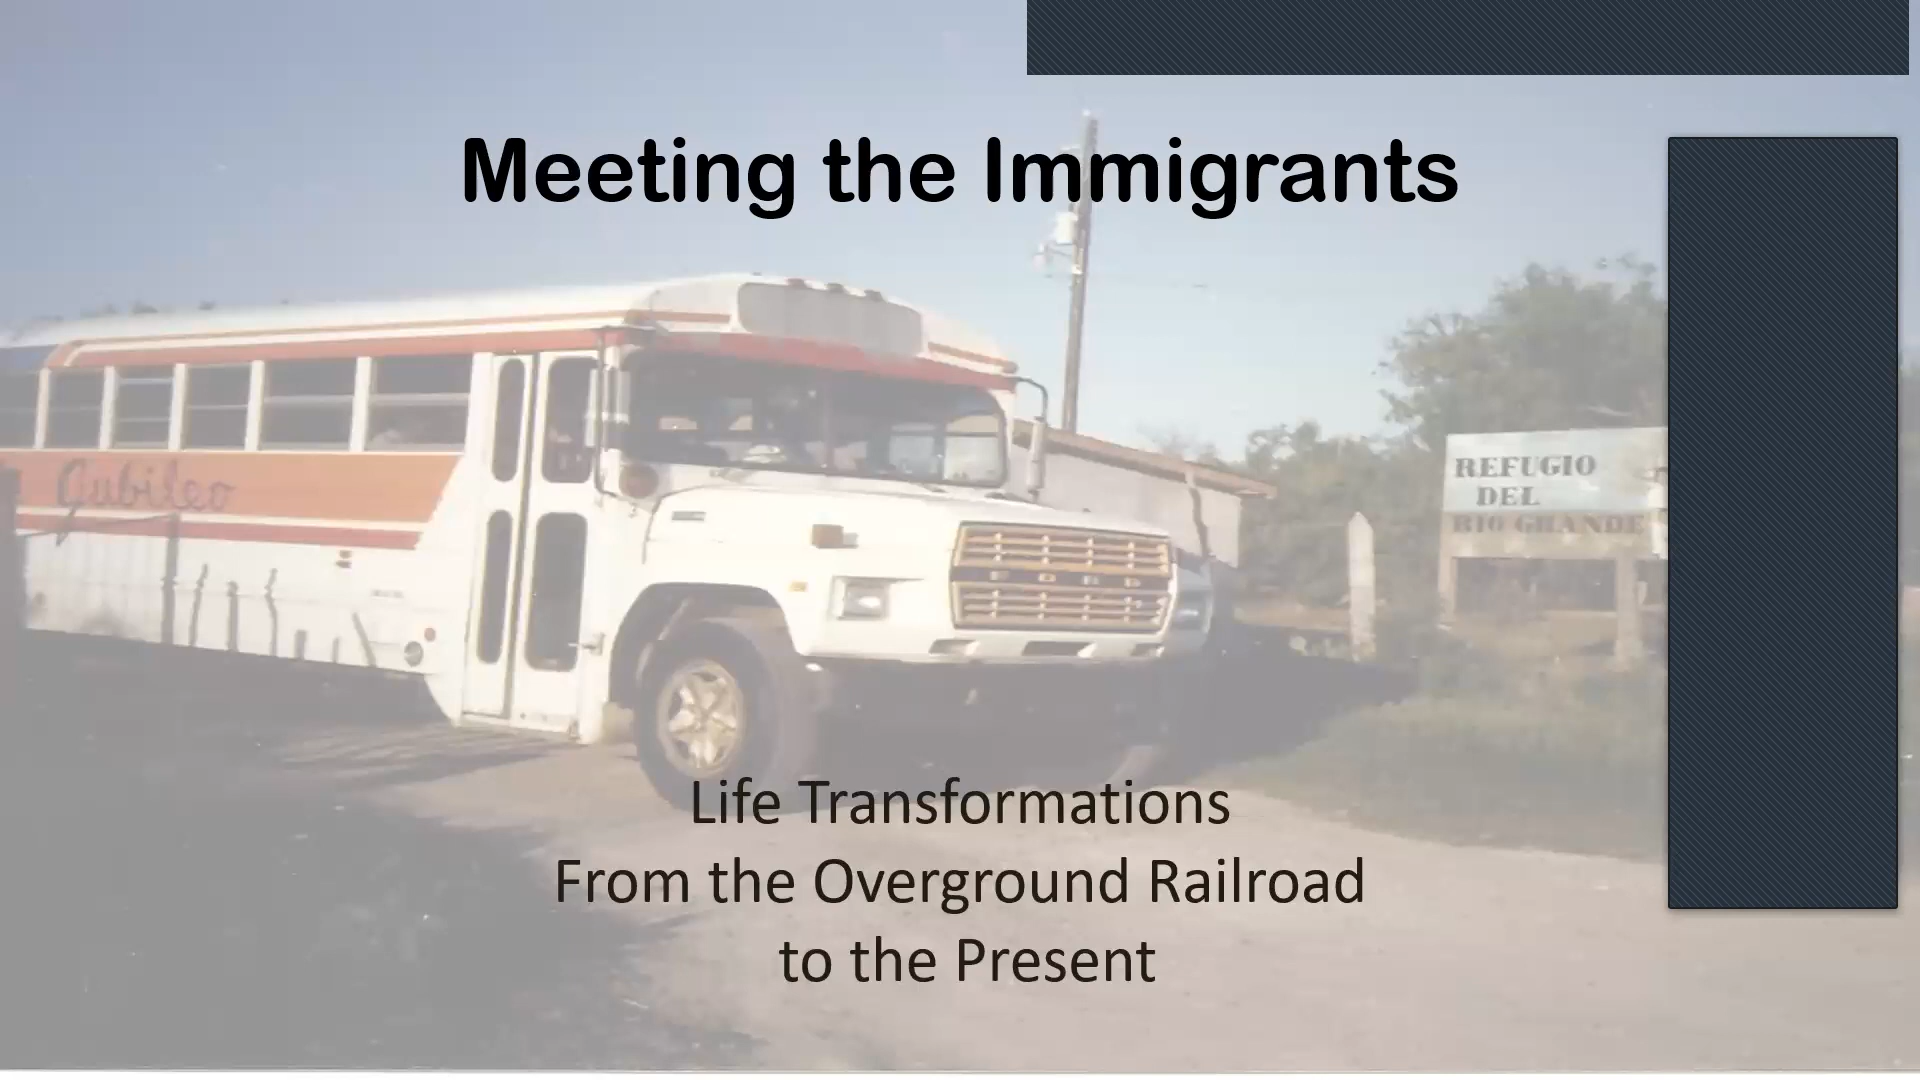 Meeting the Immigrants
Jubileo
REFUGIO
DEL
RIO GRANDE
FORD
Life Transformations
From the Overground Railroad
to the Present